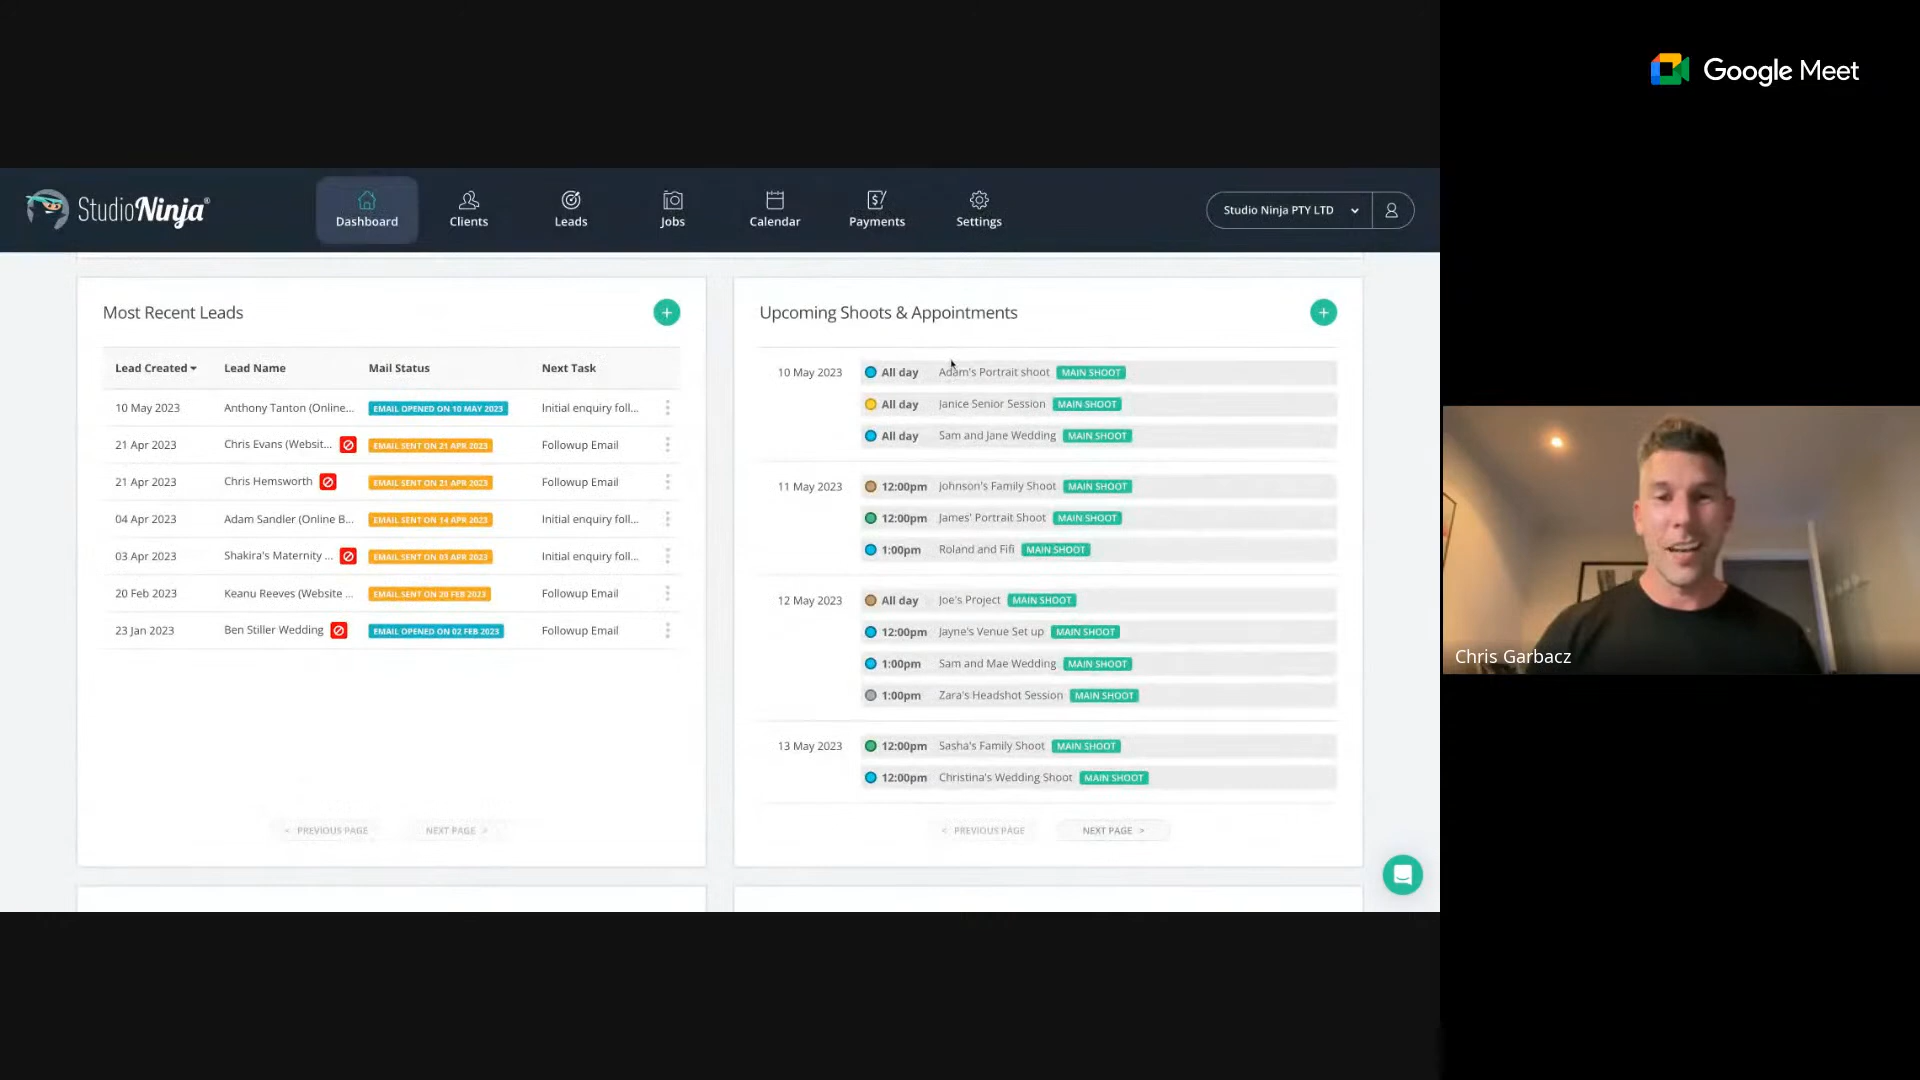 Google Meet
StudioNinja®
Dashboard
Clients
Leads
Jobs
Calendar
Payments
Settings
Studio Ninja PTY LTD
Most Recent Leads
Lead Created Lead Name Mail Status Next Task
10 May 2023 Anthony Tanton (Online... EMAIL OPENED ON 10 MAY 2023 Initial enquiry foll...
21 Apr 2023 Chris Evans (Websit... EMAIL SENT ON 21 APR 2023 Followup Email
21 Apr 2023 Chris Hemsworth EMAIL SENT ON 21 APR 2023 Followup Email
04 Apr 2023 Adam Sandler (Online B... EMAIL SENT ON 14 APR 2023 Initial enquiry foll...
03 Apr 2023 Shakira's Maternity ... EMAIL SENT ON 03 APR 2023 Initial enquiry foll...
20 Feb 2023 Keanu Reeves (Website ... EMAIL SENT ON 20 FEB 2023 Followup Email
23 Jan 2023 Ben Stiller Wedding EMAIL OPENED ON 02 FEB 2023 Followup Email
< PREVIOUS PAGE NEXT PAGE >
Upcoming Shoots & Appointments
10 May 2023 All day Adam's Portrait shoot MAIN SHOOT
All day Janice Senior Session MAIN SHOOT
All day Sam and Jane Wedding MAIN SHOOT
11 May 2023 12:00pm Johnson's Family Shoot MAIN SHOOT
12:00pm James' Portrait Shoot MAIN SHOOT
1:00pm Roland and Fifi MAIN SHOOT
12 May 2023 All day Joe's Project MAIN SHOOT
12:00pm Jayne's Venue Set up MAIN SHOOT
1:00pm Sam and Mae Wedding MAIN SHOOT
1:00pm Zara's Headshot Session MAIN SHOOT
13 May 2023 12:00pm Sasha's Family Shoot MAIN SHOOT
12:00pm Christina's Wedding Shoot MAIN SHOOT
< PREVIOUS PAGE NEXT PAGE >
Chris Garbacz